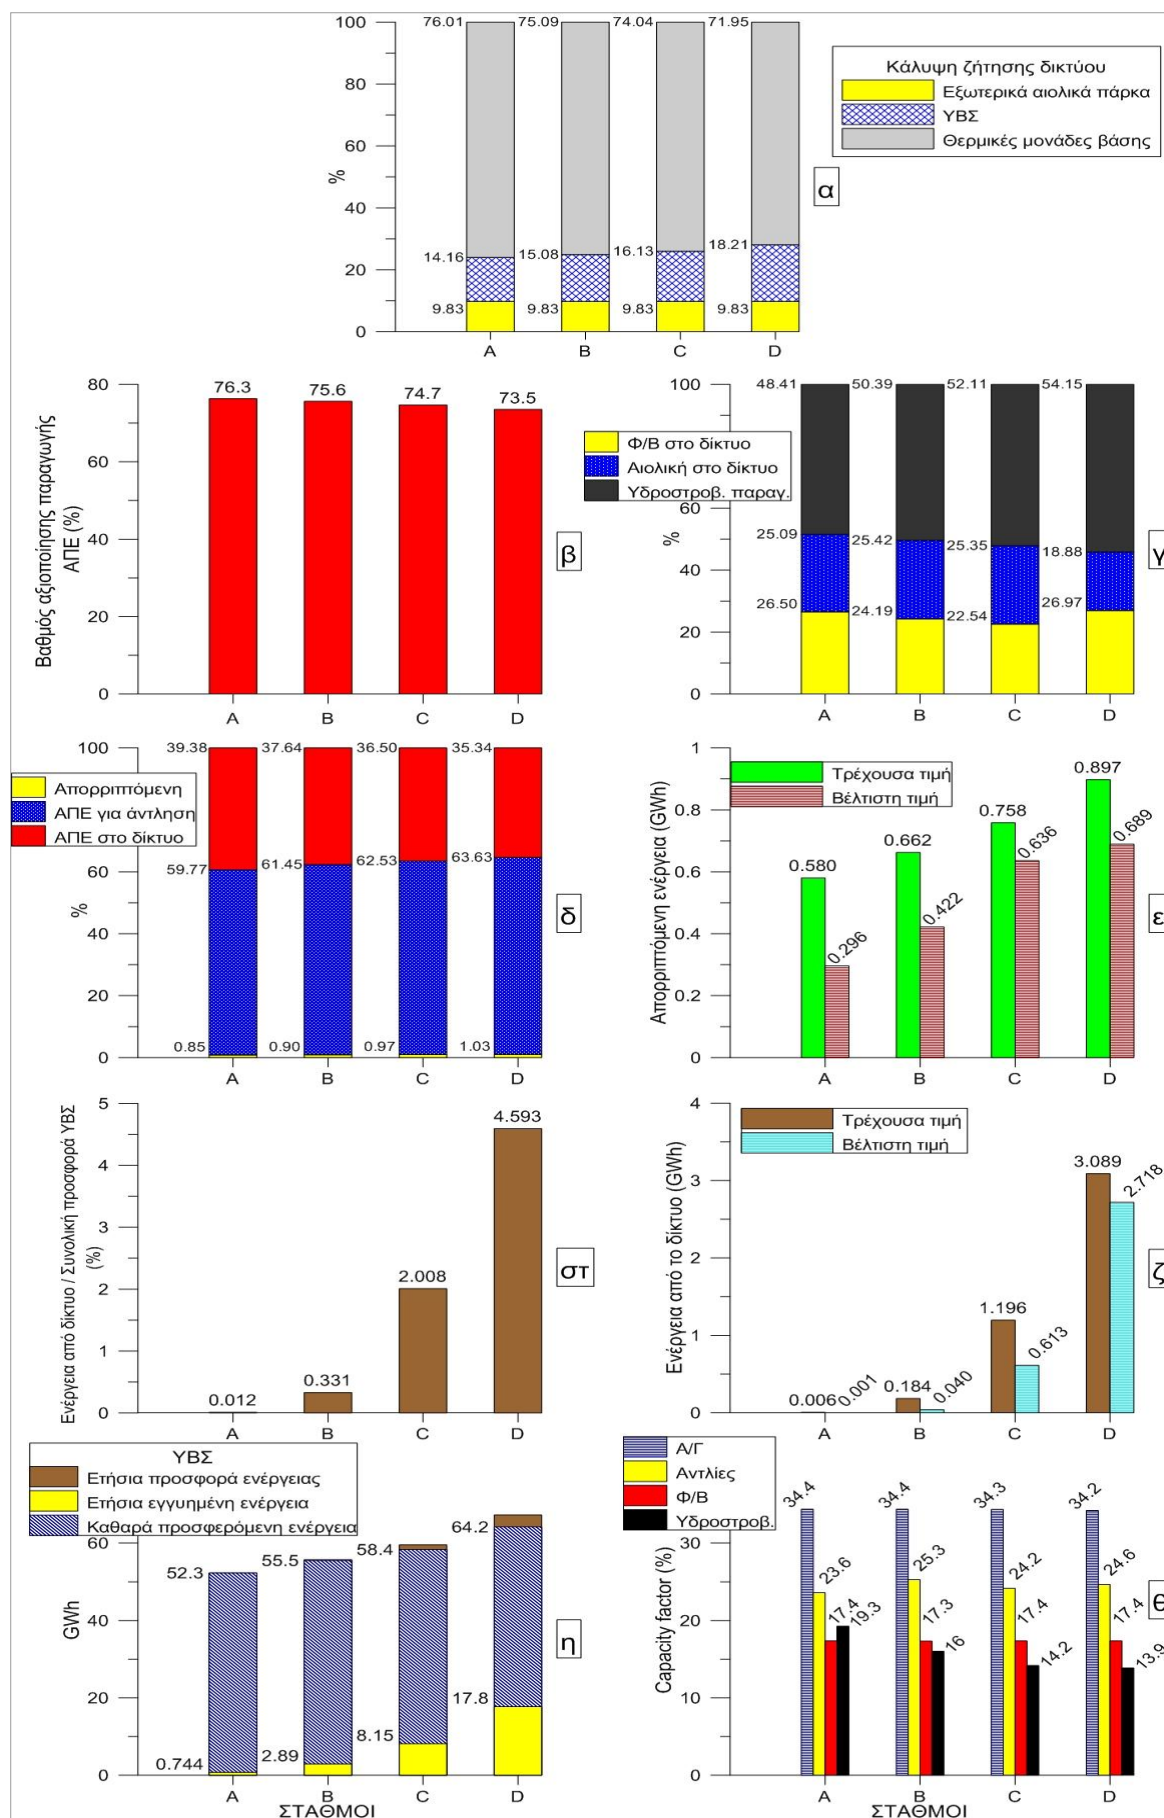 100
80
60
40
20
0
%
76.01
75.09
74.04
71.95
14.16
15.08
16.13
18.21
9.83
9.83
9.83
9.83
A
B
C
D
Κάλυψη ζήτησης δικτύου
Εξωτερικά αιολικά πάρκα
ΥΒΣ
Θερμικές μονάδες βάσης
α
80
60
40
20
0
Βαθμός αξιοποίησης παραγωγής
ΑΠΕ (%)
76.3
75.6
74.7
73.5
A
B
C
D
β
100
60
40
20
0
%
48.41
50.39
52.11
54.15
Φ/Β στο δίκτυο
Αιολική στο δίκτυο
Υδροστροβ. παραγ.
25.09
25.42
25.35
18.88
26.50
24.19
22.54
26.97
A
B
C
D
γ
100
60
40
20
0
%
39.38
37.64
36.50
35.34
Απορριπτόμενη
ΑΠΕ για άντληση
ΑΠΕ στο δίκτυο
59.77
61.45
62.53
63.63
0.85
0.90
0.97
1.03
A
B
C
D
δ
1
0.8
0.6
0.4
0.2
0
Απορριπτόμενη ενέργεια (GWh)
Τρέχουσα τιμή
Βέλτιστη τιμή
0.580
0.296
0.662
0.422
0.758
0.636
0.897
0.689
A
B
C
D
ε
5
4
3
2
1
0
Ενέργεια από δίκτυο / Συνολική προσφορά ΥΒΣ
(%)
0.012
0.331
2.008
4.593
A
B
C
D
στ
4
3
2
1
0
Ενέργεια από το δίκτυο (GWh)
Τρέχουσα τιμή
Βέλτιστη τιμή
0.006
0.001
0.184
0.040
1.196
0.613
3.089
2.718
A
B
C
D
ζ
ΥΒΣ
Ετήσια προσφορά ενέργειας
Ετήσια εγγυημένη ενέργεια
Καθαρά προσφερόμενη ενέργεια
60
40
20
0
GWh
52.3
55.5
58.4
64.2
0.744
2.89
8.15
17.8
A
B
C
D
ΣΤΑΘΜΟΙ
η
Α/Γ
Αντλίες
Φ/Β
Υδροστροβ.
30
20
10
0
Capacity factor (%)
34.4
23.6
17.4
19.3
34.4
25.3
17.3
16
34.3
24.2
17.4
14.2
34.2
24.6
17.4
13.9
A
B
C
D
ΣΤΑΘΜΟΙ
θ